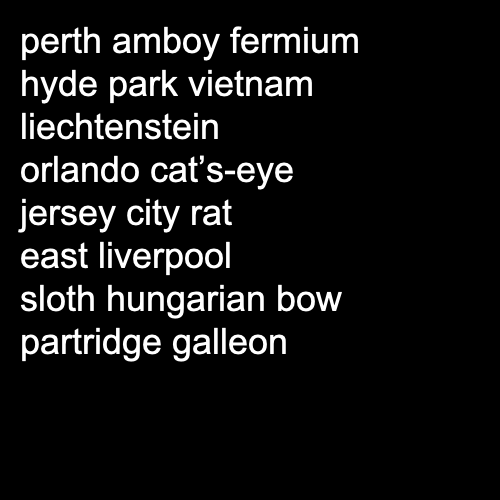 perth amboy fermium
hyde park vietnam
liechtenstein
orlando cat’s-eye
jersey city rat
east liverpool
sloth hungarian bow
partridge galleon